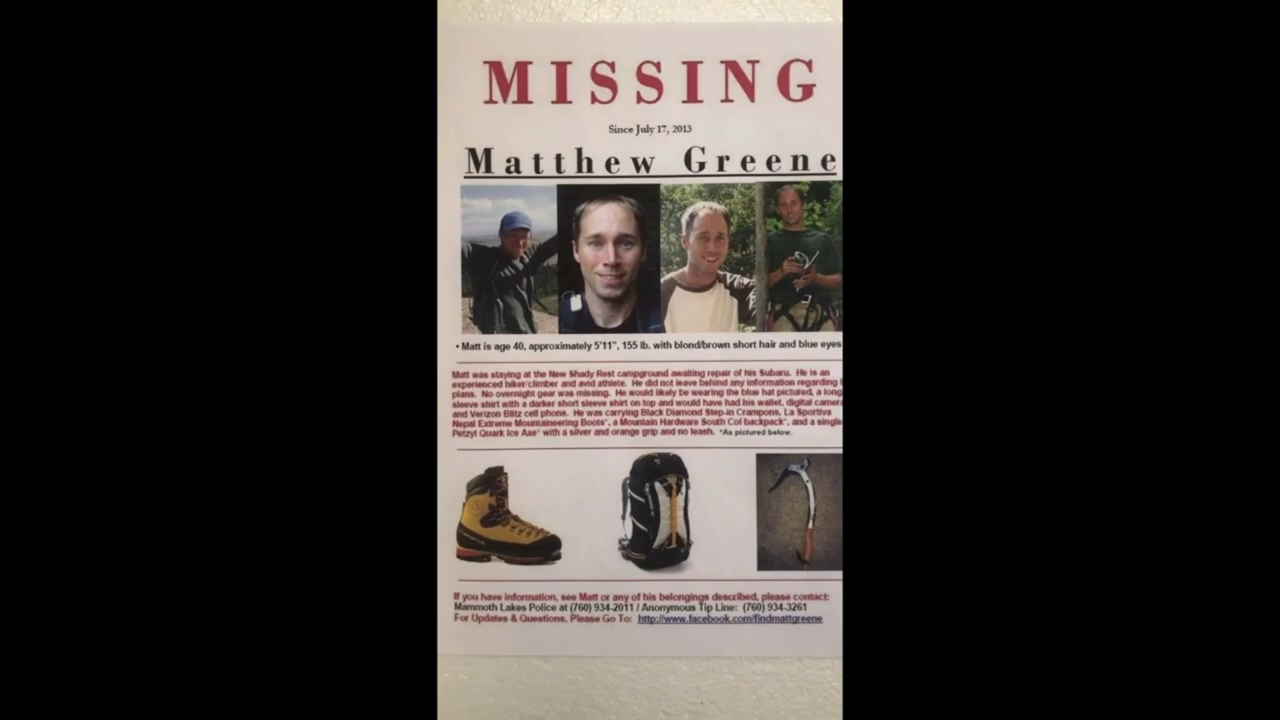 MISSING
Since July 17, 2013
Matthew Greene
• Matt is age 40, approximately 5'11", 155 lb. with blond/brown short hair and blue eyes
Matt was staying at the New Shady Rest campground awaiting repair of his Subaru. He is an
experienced hiker/climber and avid athlete. He did not leave behind any information regarding
plans. No overnight gear was missing. He would likely be wearing the blue hat pictured, a long
sleeve shirt with a darker short sleeve shirt on top and would have had his wallet, digital camera
and Verizon Blitz cell phone. He was carrying Black Diamond Step-in Crampons, La Sportiva
Nepal Extreme Mountaineering Boots*, a Mountain Hardware South Col backpack*, and a single
Petzyl Quark Ice Axe* with a silver and orange grip and no leash. *As pictured below.
If you have information, see Matt or any of his belongings described, please contact:
Mammoth Lakes Police at (760) 934-2011 / Anonymous Tip Line: (760) 934-3261
For Updates & Questions. Please Go To: http://www.facebook.com/findmattgreene